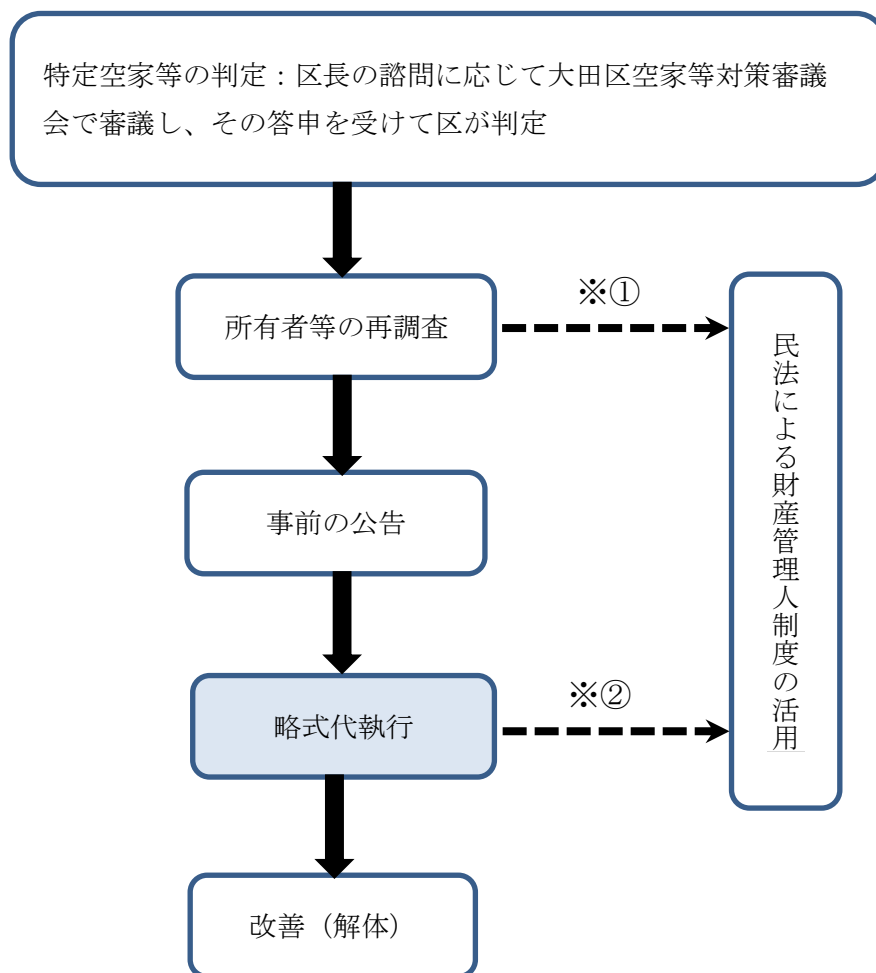 特定空家等の判定：区長の諮問に応じて大田区空家等対策審議
会で審議し、その答申を受けて区が判定
所有者等の再調査
※①
事前の公告
略式代執行
※②
民法による財産管理人制度の活用
改善（解体）